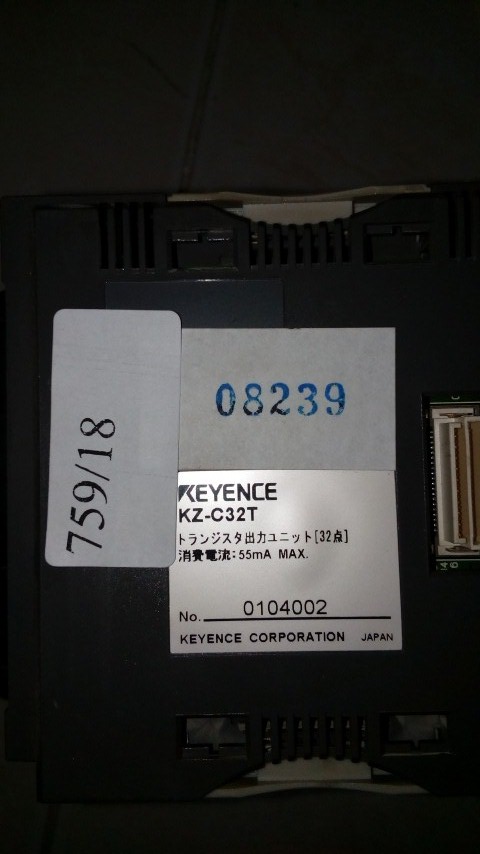 08239
759/18
KEYENCE
KZ-C32T
トランジスタ出力ユニット[32点]
消費電流:55mA MAX.
No. 0104002
KEYENCE CORPORATION JAPAN